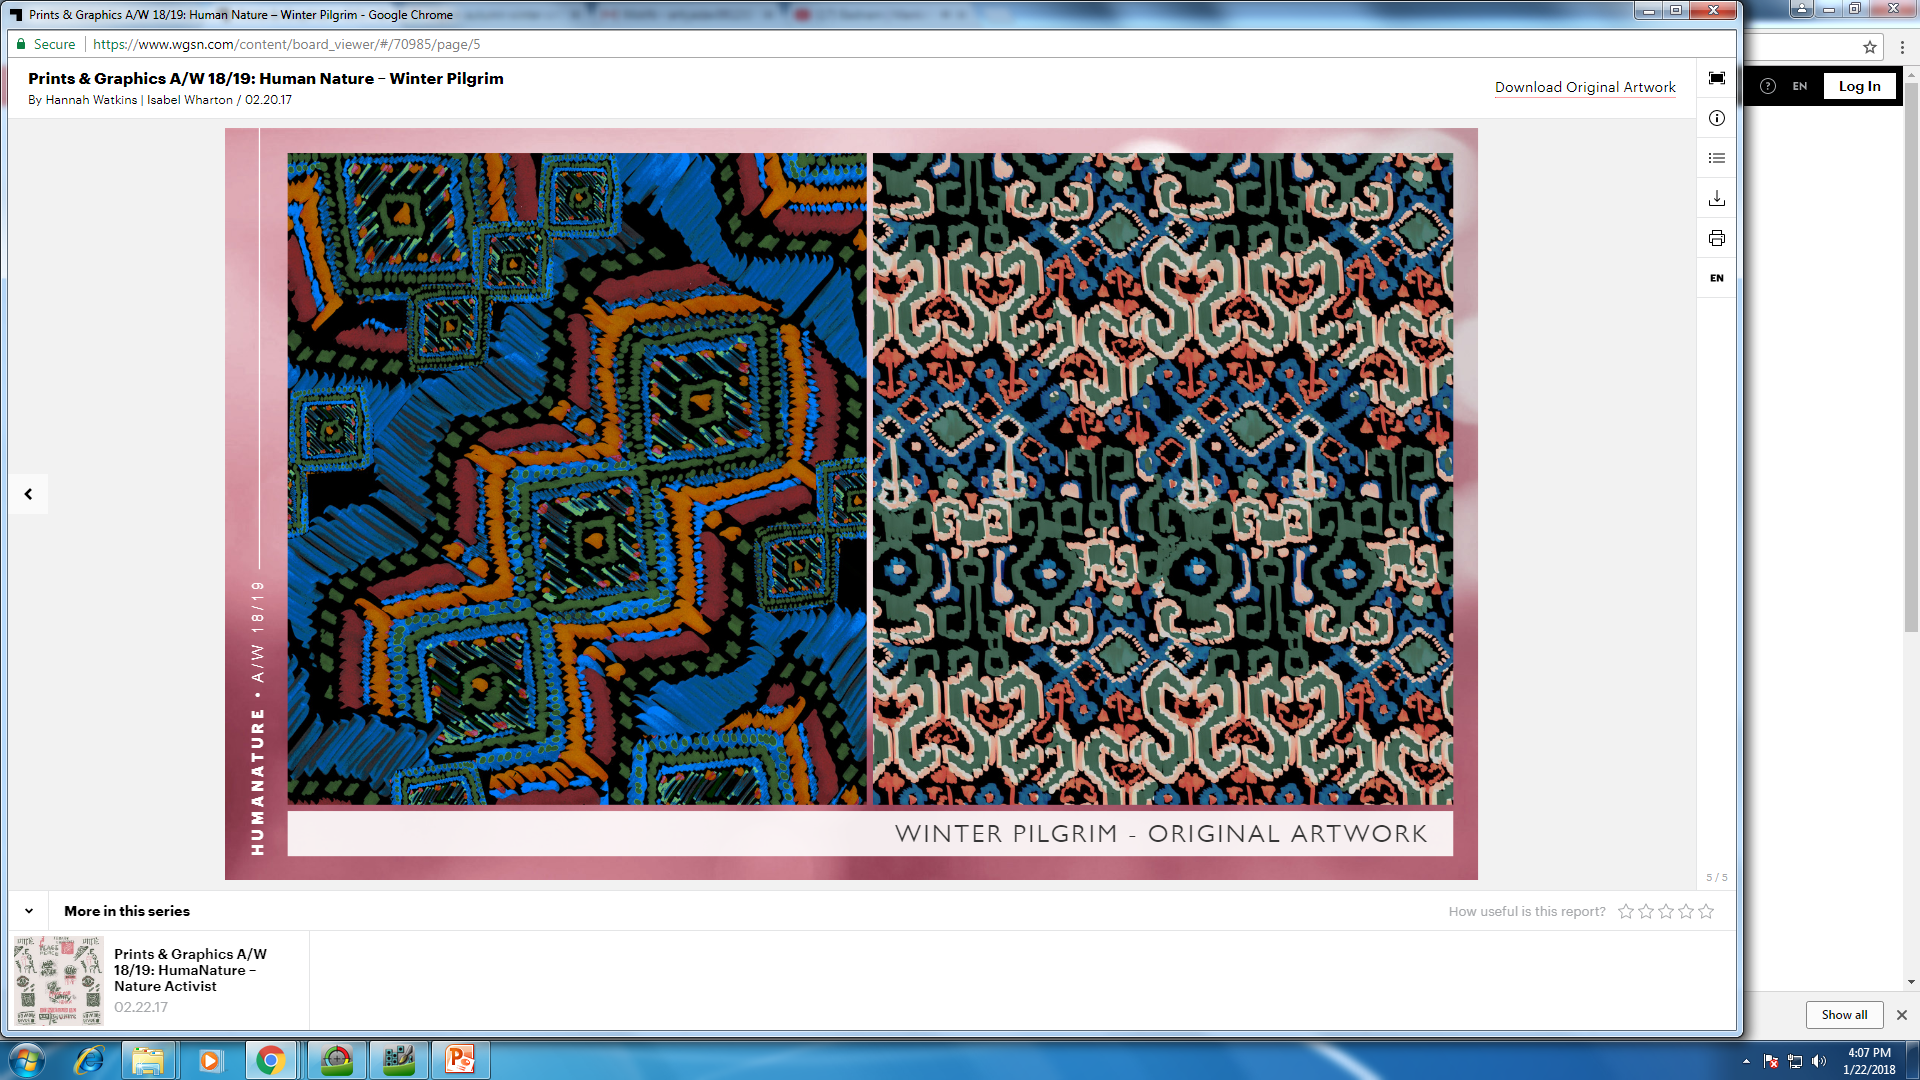 Prints & Graphics A/W 18/19: Human Nature – Winter Pilgrim - Google Chrome
Secure
https://www.wgsn.com/content/board_viewer/#/70985/page/5
Prints & Graphics A/W 18/19: Human Nature – Winter Pilgrim
By Hannah Watkins | Isabel Wharton / 02.20.17
Download Original Artwork
EN
Log In
EN
HUMANATURE • A/W 18/19
WINTER PILGRIM - ORIGINAL ARTWORK
5 / 5
More in this series
How useful is this report?
Prints & Graphics A/W
18/19: HumaNature –
Nature Activist
02.22.17
Show all
4:07 PM
1/22/2018